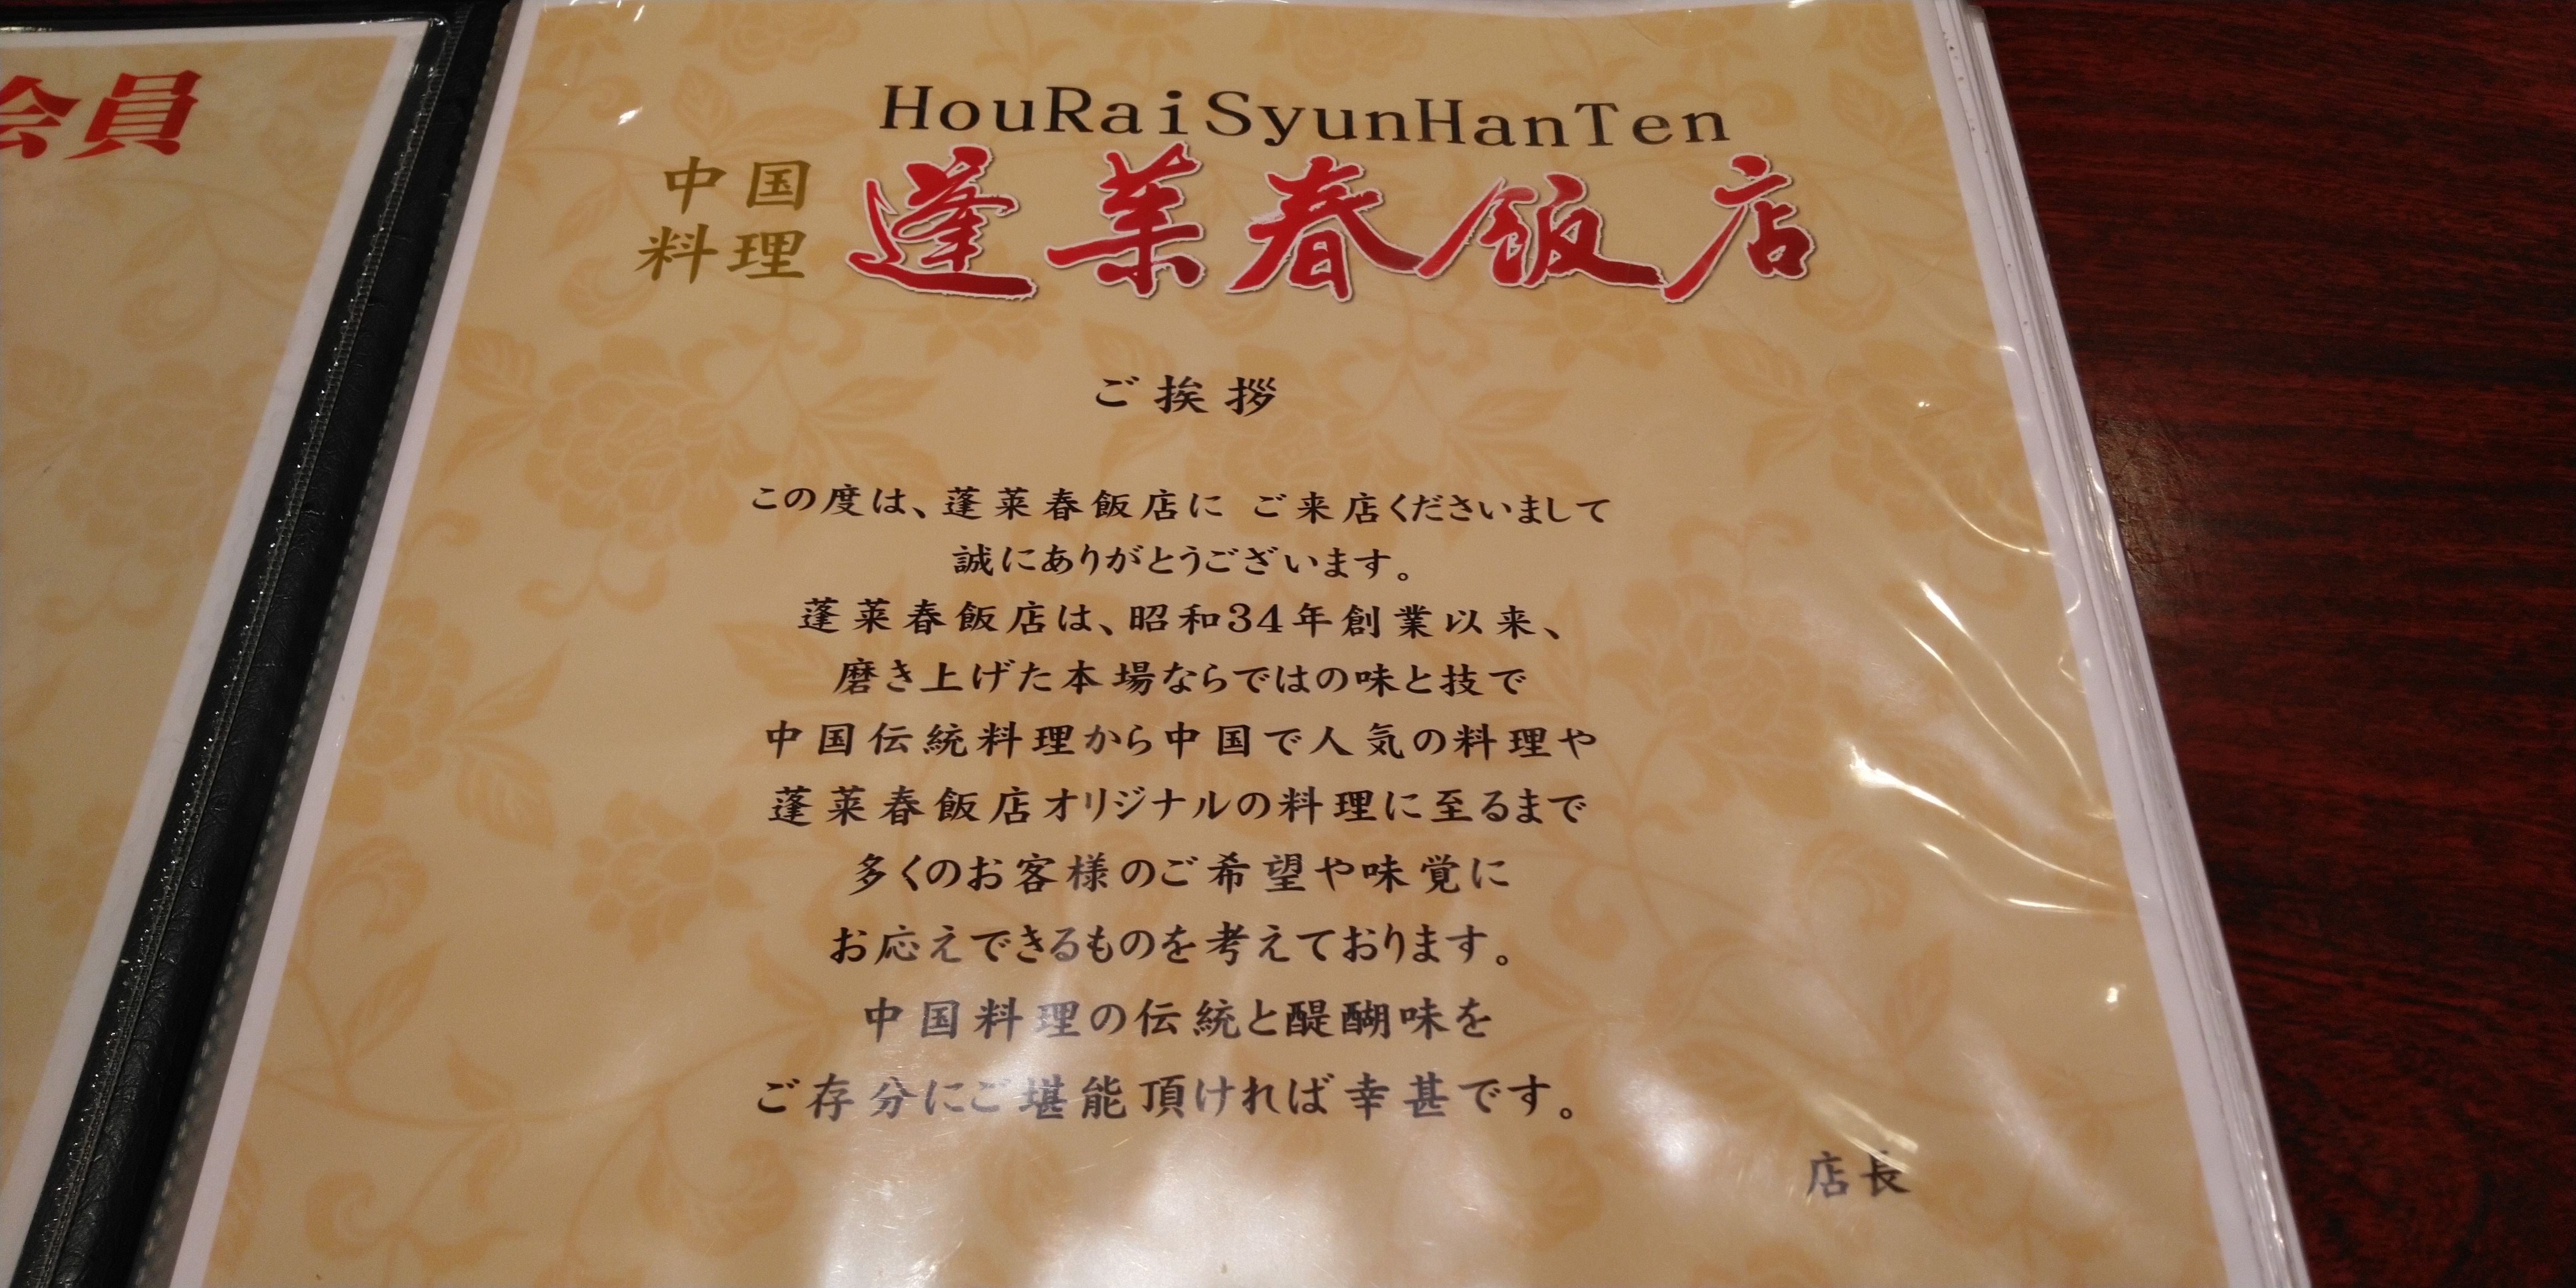 会員
HouRaiSyunHanTen
中国
料理
蓬莱春飯店
ご挨拶
この度は、蓬莱春飯店に ご来店くださいまして
誠にありがとうございます。
蓬莱春飯店は、昭和34年創業以来、
磨き上げた本場ならではの味と技で
中国伝統料理から中国で人気の料理や
蓬莱春飯店オリジナルの料理に至るまで
多くのお客様のご希望や味覚に
お応えできるものを考えております。
中国料理の伝統と醍醐味を
ご存分にご堪能頂ければ幸甚です。
店長